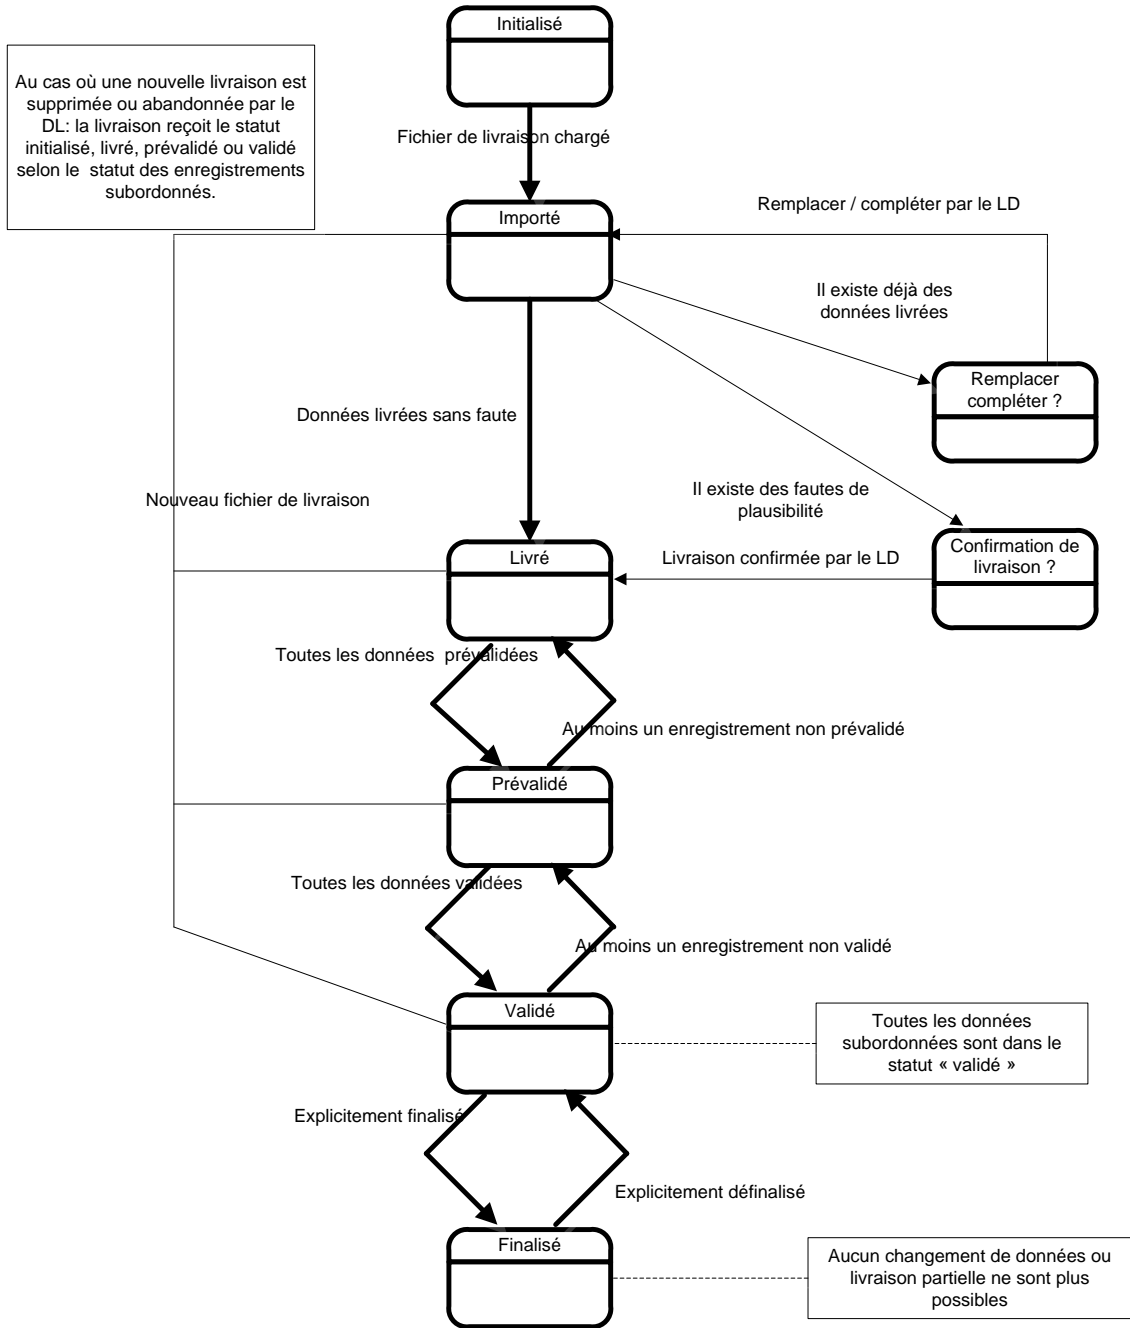 Initialisé
Au cas où une nouvelle livraison est
supprimée ou abandonnée par le
DL: la livraison reçoit le statut
initialisé, livré, prévalidé ou validé
selon le statut des enregistrements
subordonnés.
Fichier de livraison chargé
Importé
Remplacer / compléter par le LD
Il existe déjà des
données livrées
Remplacer
compléter ?
Données livrées sans faute
Nouveau fichier de livraison
Il existe des fautes de
plausibilité
Livré
Livraison confirmée par le LD
Confirmation de
livraison ?
Toutes les données prévalidées
Au moins un enregistrement non prévalidé
Prévalidé
Toutes les données validées
Au moins un enregistrement non validé
Validé
Toutes les données
subordonnées sont dans le
statut « validé »
Explicitement finalisé
Explicitement définalisé
Finalisé
Aucun changement de données ou
livraison partielle ne sont plus
possibles